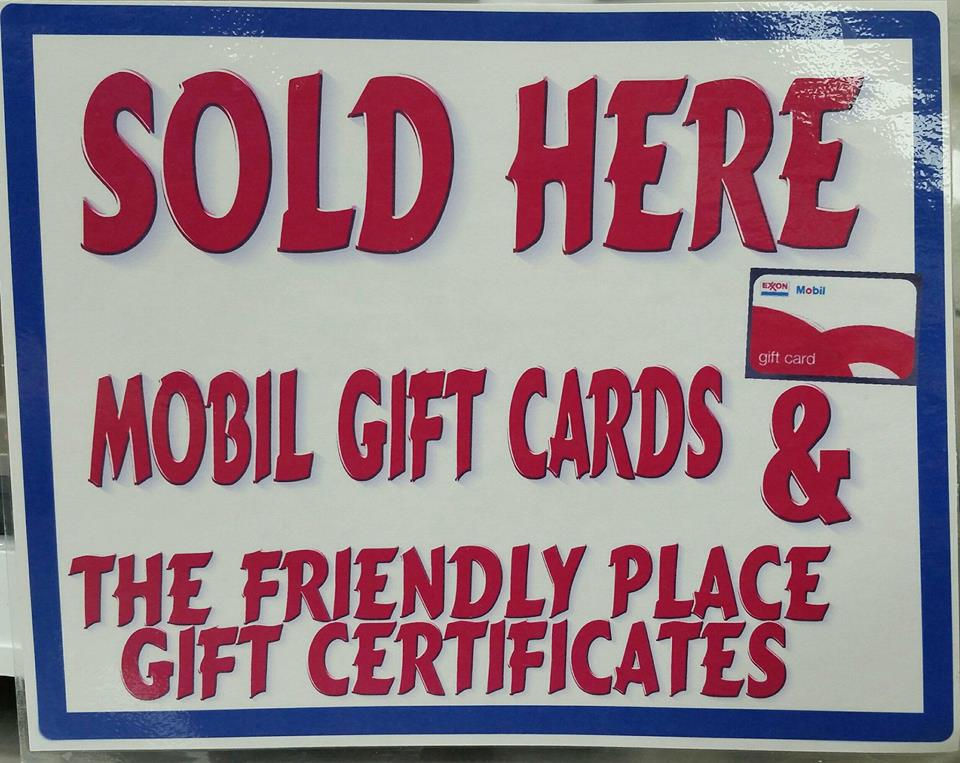 SOLD HERE
EXXON Mobil
gift card
MOBIL GIFT CARDS &
THE FRIENDLY PLACE
GIFT CERTIFICATES